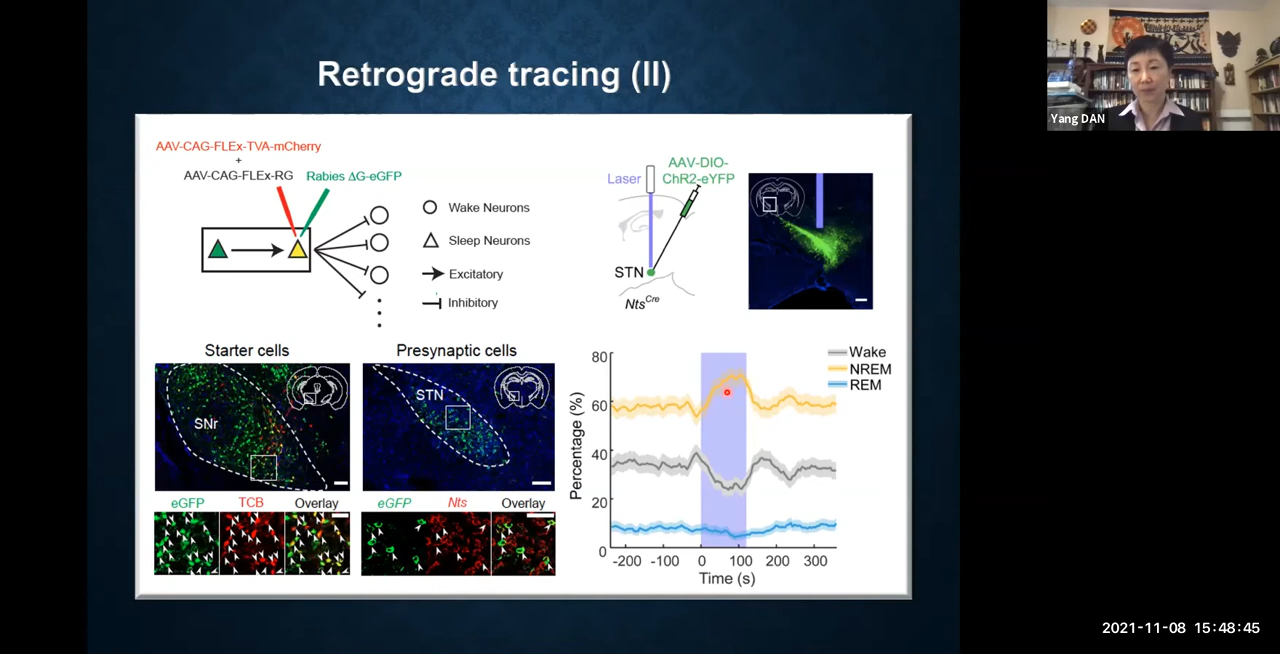 Retrograde tracing (II)
AAV-CAG-FLEx-TVA-mCherry
+
AAV-CAG-FLEx-RG
Rabies ΔG-eGFP
Wake Neurons
Sleep Neurons
Excitatory
Inhibitory
Laser
AAV-DIO-
ChR2-eYFP
STN
Nts^Cre
Starter cells
Presynaptic cells
SNr
STN
eGFP TCB Overlay
eGFP Nts Overlay
Wake
NREM
REM
Percentage (%)
80
60
40
20
0
-200 -100 0 100 200 300
Time (s)
Yang DAN
2021-11-08 15:48:45